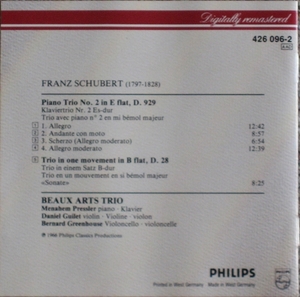 Digitally remastered
426 096-2
FRANZ SCHUBERT (1797-1828)
Piano Trio No. 2 in E flat, D. 929
Klaviertrio Nr. 2 Es-dur
Trio avec piano n° 2 en mi bémol majeur
1 1. Allegro 12:42
2 2. Andante con moto 8:57
3 3. Scherzo (Allegro moderato) 6:54
4 4. Allegro moderato 12:39
5 Trio in one movement in B flat, D. 28
Trio in einem Satz B-dur
Trio en un mouvement en si bémol majeur
«Sonate» 8:25
BEAUX ARTS TRIO
Menahem Pressler piano · Klavier
Daniel Guilet violin · Violine · violon
Bernard Greenhouse Violoncello · violoncelle
Philips Classics Productions
PHILIPS
Printed in West Germany Made in West Germany